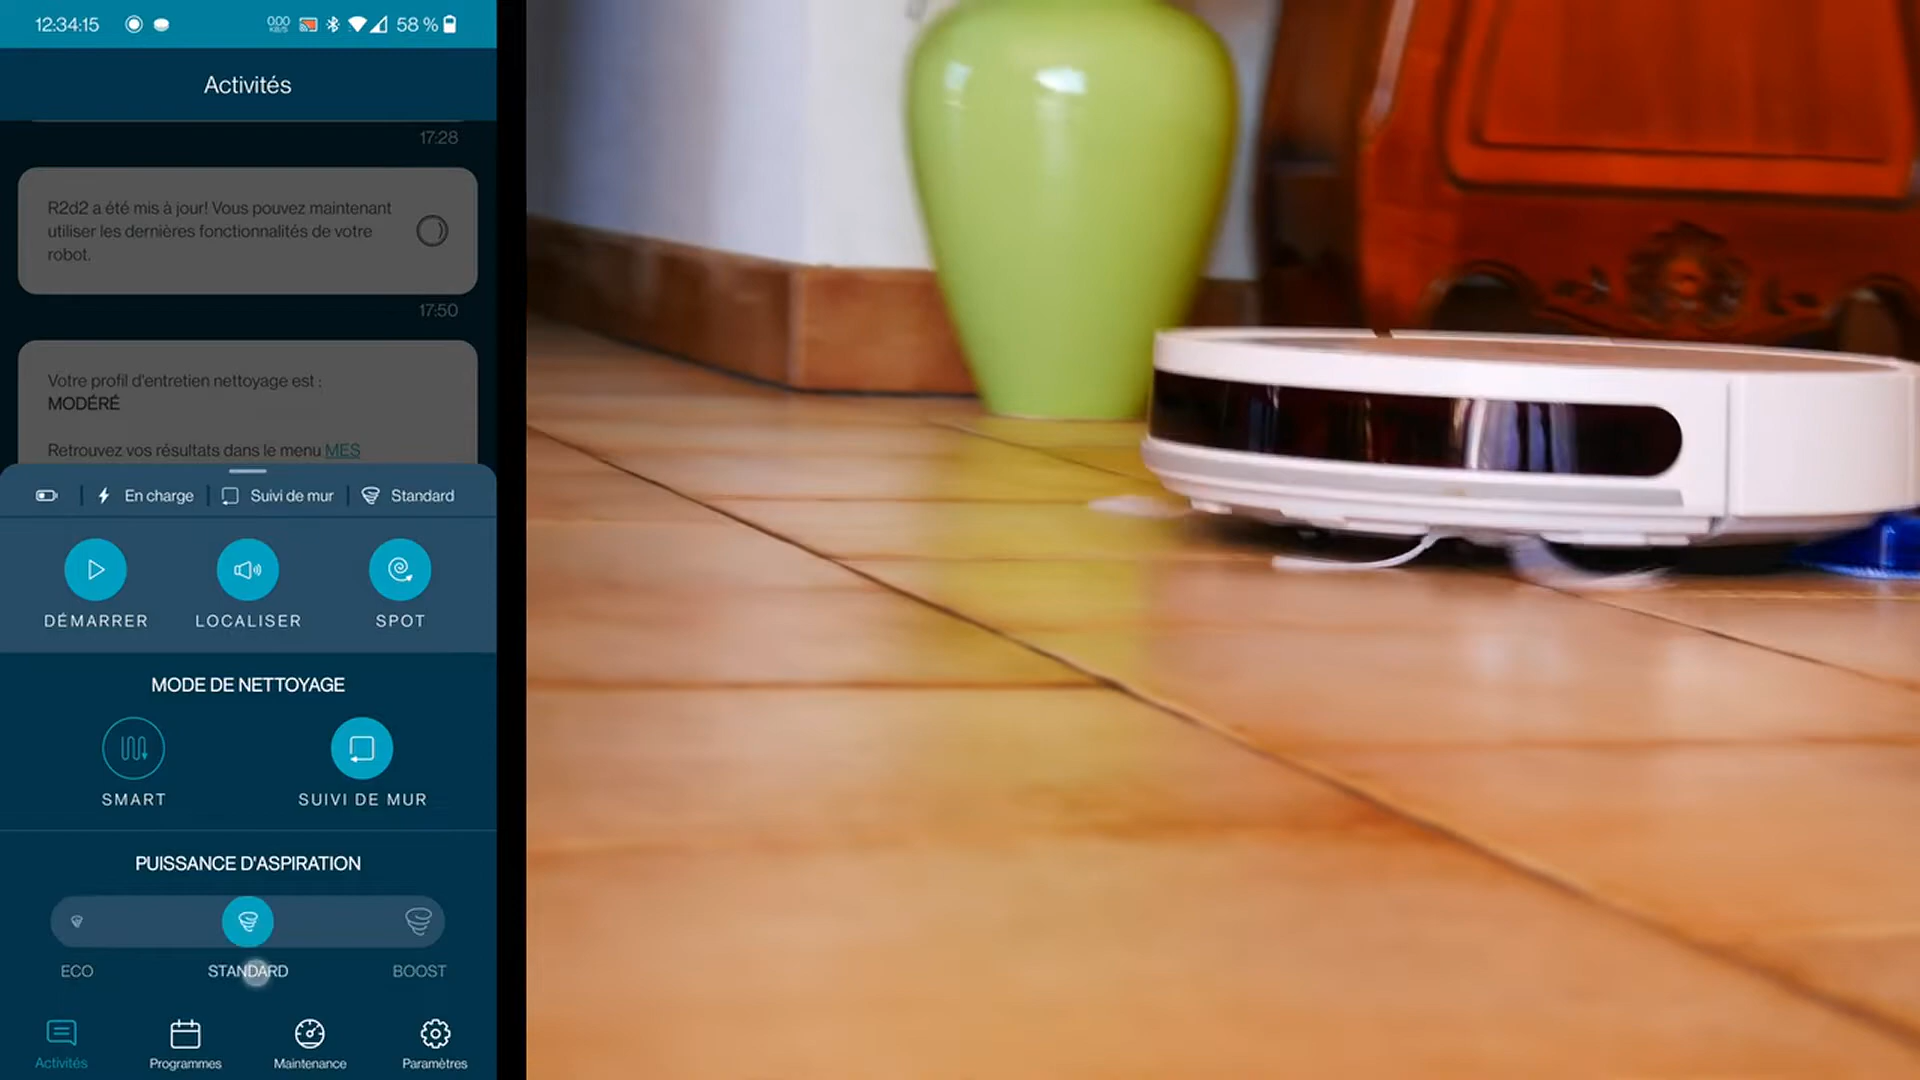 12:34:15
0,00
KB/S
58 %
Activités
17:28
R2d2 a été mis à jour! Vous pouvez maintenant
utiliser les dernières fonctionnalités de votre
robot.
17:50
Votre profil d'entretien nettoyage est :
MODÉRÉ
Retrouvez vos résultats dans le menu MES
En charge
Suivi de mur
Standard
DÉMARRER
LOCALISER
SPOT
MODE DE NETTOYAGE
SMART
SUIVI DE MUR
PUISSANCE D'ASPIRATION
ECO
STANDARD
BOOST
Activités
Programmes
Maintenance
Paramètres